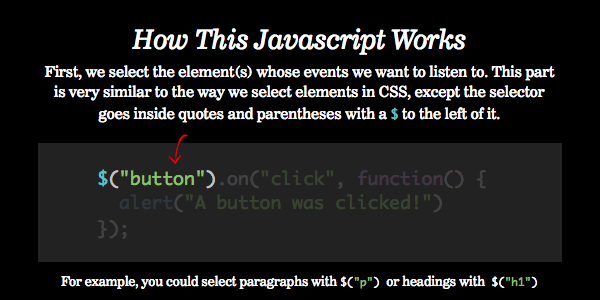 How This Javascript Works
First, we select the element(s) whose events we want to listen to. This part
is very similar to the way we select elements in CSS, except the selector
goes inside quotes and parentheses with a $ to the left of it.
$("button").on("click", function() {
alert("A button was clicked!")
});
For example, you could select paragraphs with $("p") or headings with $("h1")